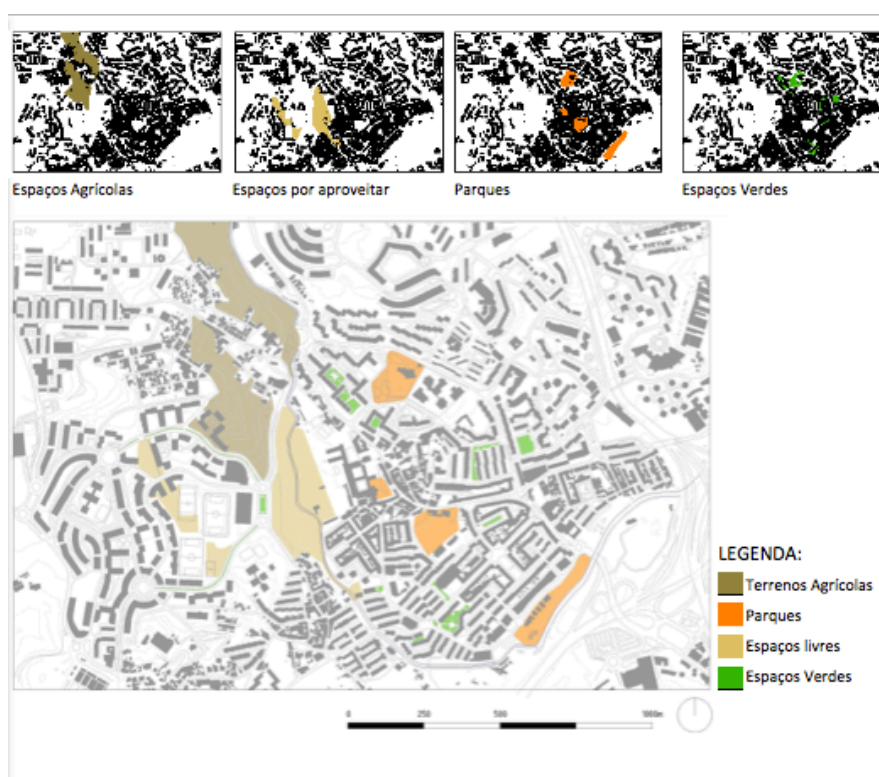 Espaços Agrícolas
Espaços por aproveitar
Parques
Espaços Verdes
LEGENDA:
Terrenos Agrícolas
Parques
Espaços livres
Espaços Verdes
0 250 500 1000m